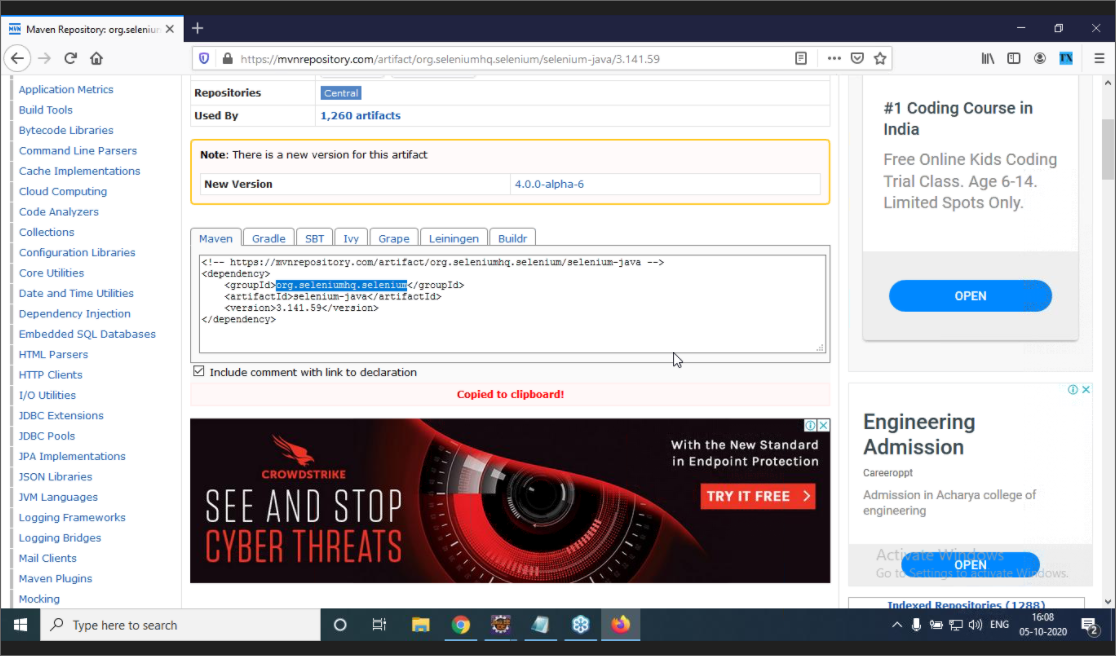 Maven Repository: org.seleniun
https://mvnrepository.com/artifact/org.seleniumhq.selenium/selenium-java/3.141.59
Application Metrics
Build Tools
Bytecode Libraries
Command Line Parsers
Cache Implementations
Cloud Computing
Code Analyzers
Collections
Configuration Libraries
Core Utilities
Date and Time Utilities
Dependency Injection
Embedded SQL Databases
HTML Parsers
HTTP Clients
I/O Utilities
JDBC Extensions
JDBC Pools
JPA Implementations
JSON Libraries
JVM Languages
Logging Frameworks
Logging Bridges
Mail Clients
Maven Plugins
Mocking
Repositories Central
Used By 1,260 artifacts
Note: There is a new version for this artifact
New Version 4.0.0-alpha-6
Maven Gradle SBT Ivy Grape Leiningen Buildr
<!-- https://mvnrepository.com/artifact/org.seleniumhq.selenium/selenium-java -->
<dependency>
<groupId>org.seleniumhq.selenium</groupId>
<artifactId>selenium-java</artifactId>
<version>3.141.59</version>
</dependency>
Include comment with link to declaration
Copied to clipboard!
CROWDSTRIKE
SEE AND STOP
CYBER THREATS
With the New Standard
in Endpoint Protection
TRY IT FREE
#1 Coding Course in
India
Free Online Kids Coding
Trial Class. Age 6-14.
Limited Spots Only.
OPEN
Engineering
Admission
Careeroppt
Admission in Acharya college of
engineering
Activate Windows
OPEN
Go to Settings to activate Windows.
Indexed Repositories (1288)
Type here to search
ENG
16:08
05-10-2020
2